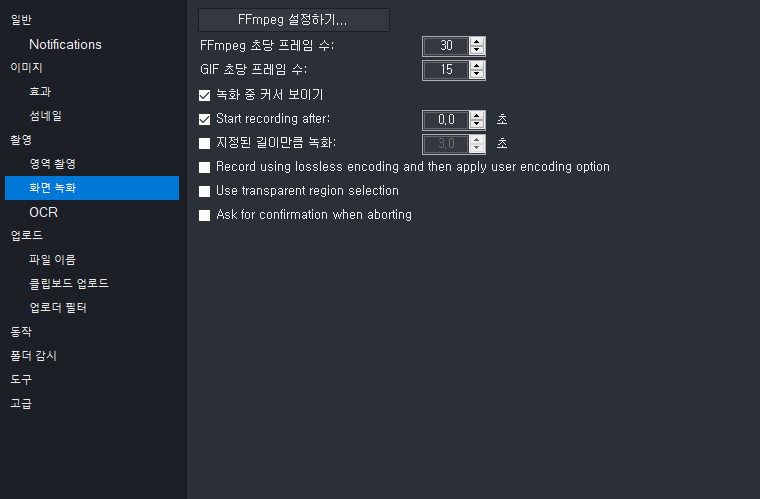 일반
Notifications
이미지
효과
섬네일
촬영
영역 촬영
화면 녹화
OCR
업로드
파일 이름
클립보드 업로드
업로더 필터
동작
폴더 감시
도구
고급
FFmpeg 설정하기...
FFmpeg 초당 프레임 수: 30
GIF 초당 프레임 수: 15
녹화 중 커서 보이기
Start recording after: 0,0 초
지정된 길이만큼 녹화: 3,0 초
Record using lossless encoding and then apply user encoding option
Use transparent region selection
Ask for confirmation when aborting